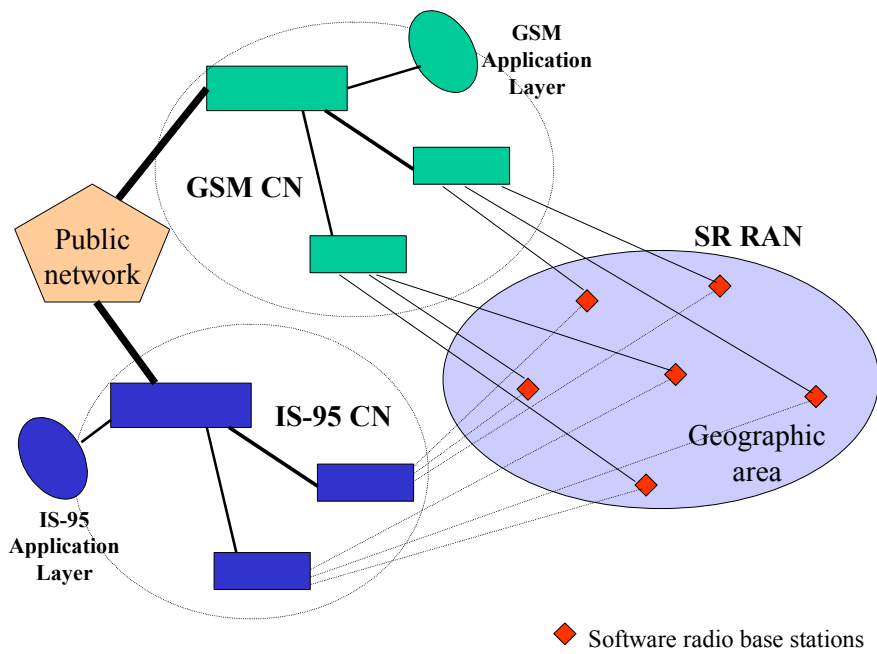 GSM
Application
Layer
GSM CN
Public
network
SR RAN
IS-95 CN
Geographic
area
IS-95
Application
Layer
Software radio base stations